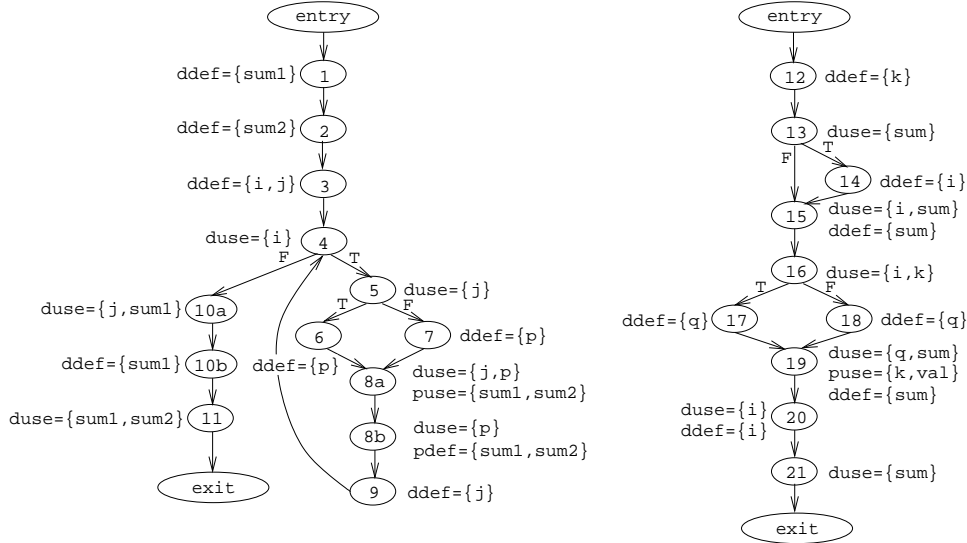 entry
ddef={sum1}
1
ddef={sum2}
2
ddef={i,j}
3
duse={i}
4
F
T
5
duse={j}
T
F
duse={j,sum1}
10a
6
7
ddef={p}
ddef={sum1}
10b
ddef={p}
8a
duse={j,p}
puse={sum1,sum2}
duse={sum1,sum2}
11
8b
duse={p}
pdef={sum1,sum2}
exit
9
ddef={j}
entry
12
ddef={k}
13
duse={sum}
F
T
14
ddef={i}
15
duse={i,sum}
ddef={sum}
16
duse={i,k}
T
F
ddef={q}
17
18
ddef={q}
19
duse={q,sum}
puse={k,val}
ddef={sum}
duse={i}
ddef={i}
20
21
duse={sum}
exit